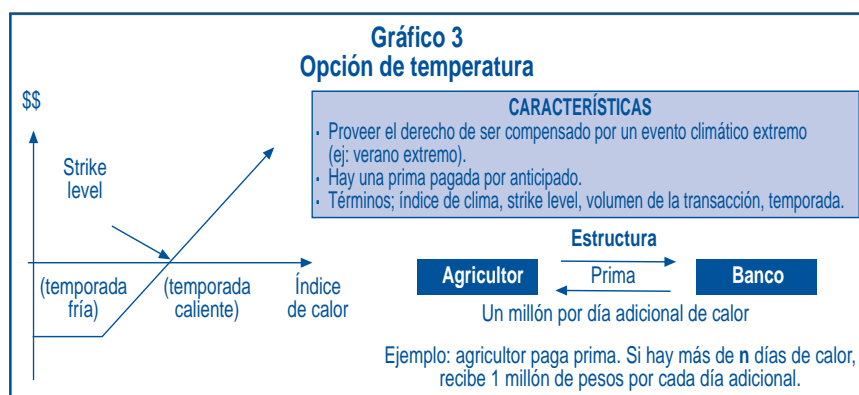 Gráfico 3
Opción de temperatura
$$
Strike
level
(temporada
fría)
(temporada
caliente)
Índice
de calor
CARACTERÍSTICAS
- Proveer el derecho de ser compensado por un evento climático extremo
(ej: verano extremo).
- Hay una prima pagada por anticipado.
- Términos; índice de clima, strike level, volumen de la transacción, temporada.
Estructura
Agricultor
Prima
Banco
Un millón por día adicional de calor
Ejemplo: agricultor paga prima. Si hay más de n días de calor,
recibe 1 millón de pesos por cada día adicional.